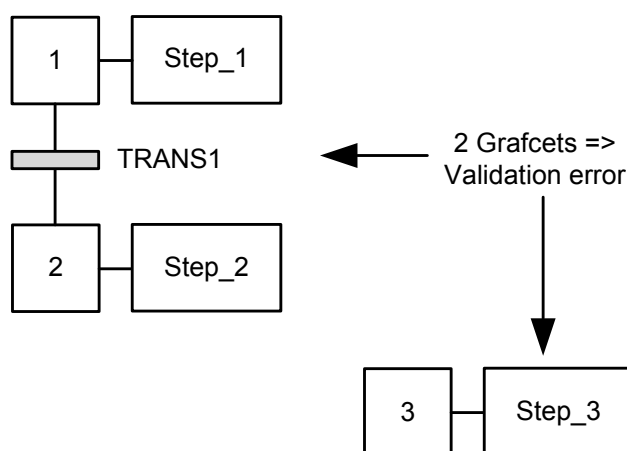 1
Step_1
TRANS1
2 Grafcets =>
Validation error
2
Step_2
3
Step_3